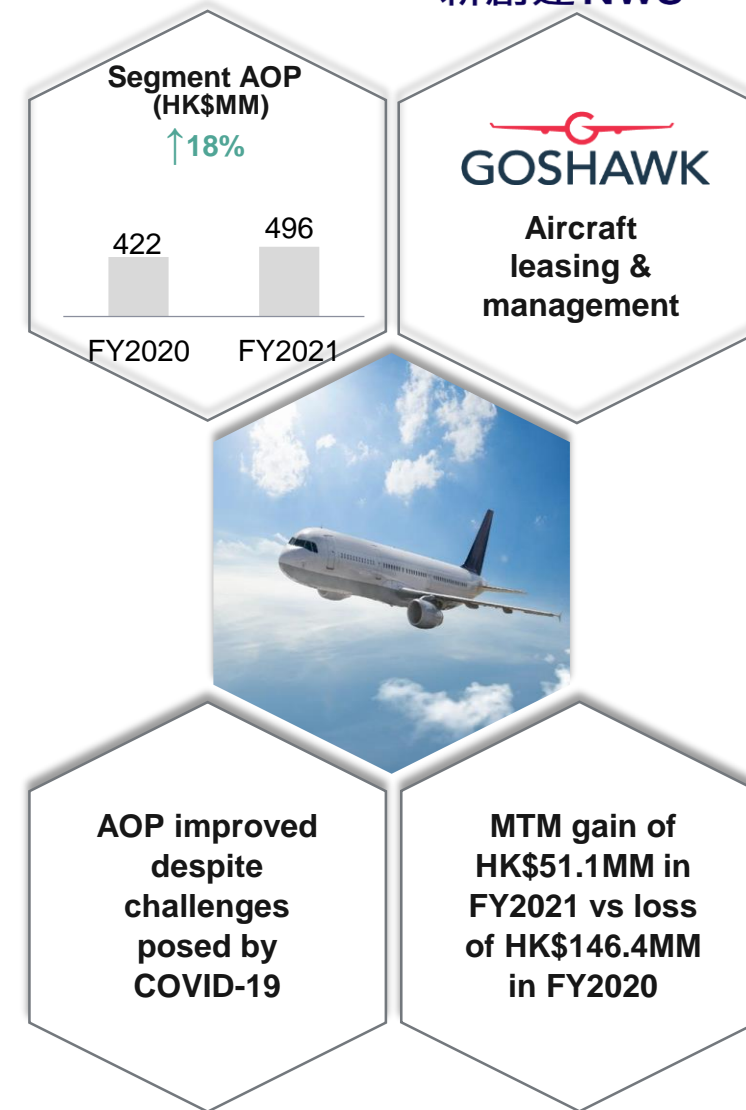 Segment AOP
(HK$MM)
↑18%
422
496
FY2020
FY2021
GOSHAWK
Aircraft
leasing &
management
AOP improved
despite
challenges
posed by
COVID-19
MTM gain of
HK$51.1MM in
FY2021 vs loss
of HK$146.4MM
in FY2020